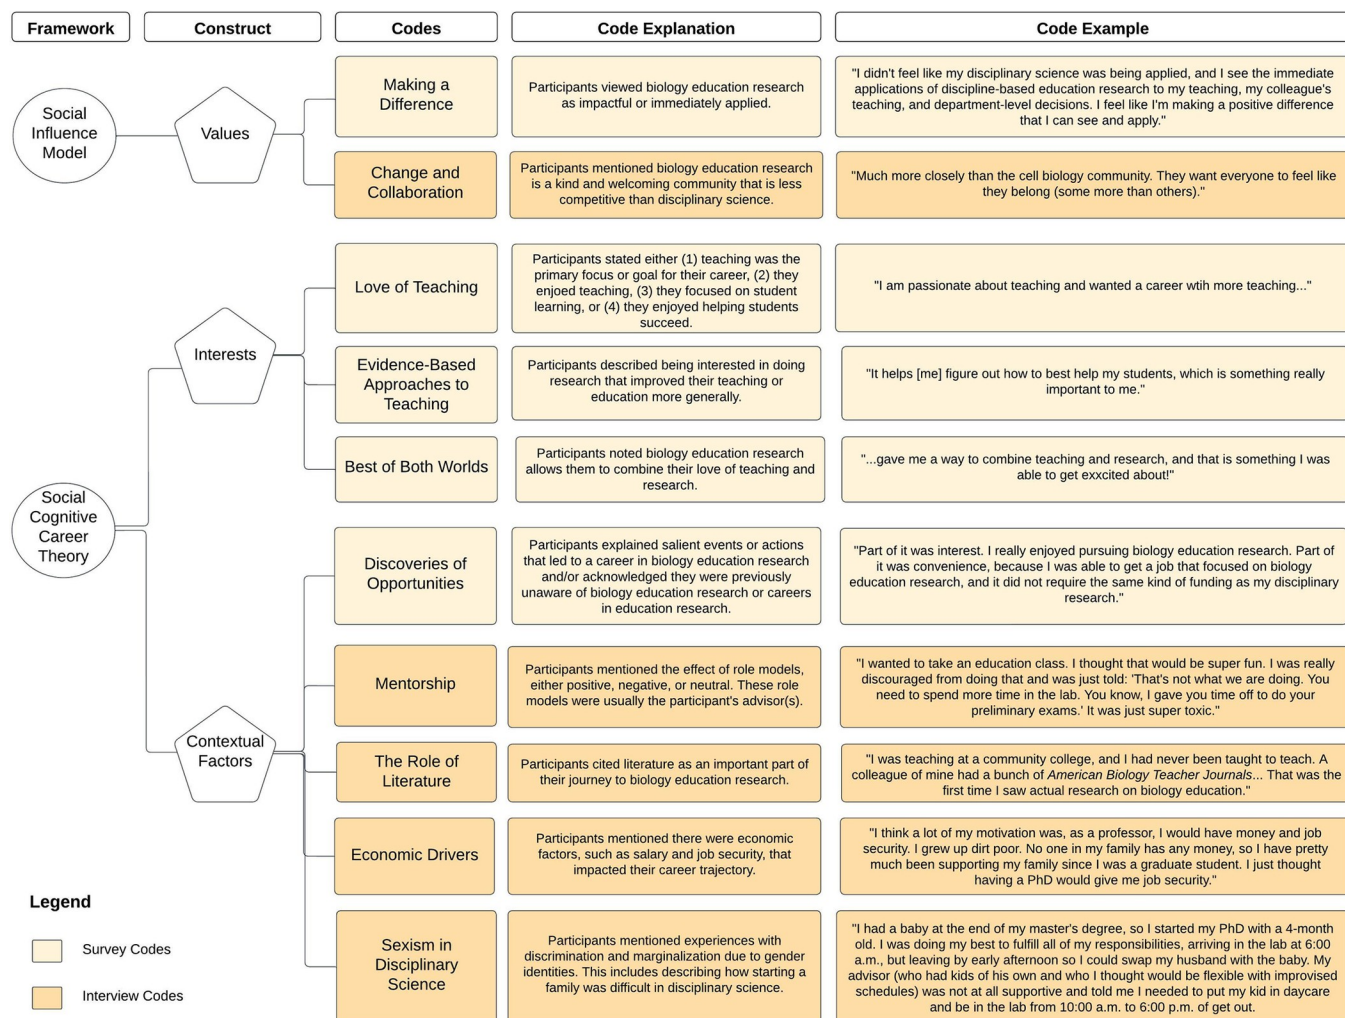 Framework
Construct
Codes
Code Explanation
Code Example
Social
Influence
Model
Values
Making a
Difference
Participants viewed biology education research
as impactful or immediately applied.
"I didn't feel like my disciplinary science was being applied, and I see the immediate
applications of discipline-based education research to my teaching, my colleague's
teaching, and department-level decisions. I feel like I'm making a positive difference
that I can see and apply."
Change and
Collaboration
Participants mentioned biology education research
is a kind and welcoming community that is less
competitive than disciplinary science.
"Much more closely than the cell biology community. They want everyone to feel like
they belong (some more than others)."
Social
Cognitive
Career
Theory
Interests
Love of Teaching
Participants stated either (1) teaching was the
primary focus or goal for their career, (2) they
enjoed teaching, (3) they focused on student
learning, or (4) they enjoyed helping students
succeed.
"I am passionate about teaching and wanted a career wtih more teaching..."
Evidence-Based
Approaches to
Teaching
Participants described being interested in doing
research that improved their teaching or
education more generally.
"It helps [me] figure out how to best help my students, which is something really
important to me."
Best of Both Worlds
Participants noted biology education research
allows them to combine their love of teaching and
research.
"...gave me a way to combine teaching and research, and that is something I was
able to get exxcited about!"
Contextual
Factors
Discoveries of
Opportunities
Participants explained salient events or actions
that led to a career in biology education research
and/or acknowledged they were previously
unaware of biology education research or careers
in education research.
"Part of it was interest. I really enjoyed pursuing biology education research. Part of
it was convenience, because I was able to get a job that focused on biology
education research, and it did not require the same kind of funding as my disciplinary
research."
Mentorship
Participants mentioned the effect of role models,
either positive, negative, or neutral. These role
models were usually the participant's advisor(s).
"I wanted to take an education class. I thought that would be super fun. I was really
discouraged from doing that and was just told: 'That's not what we are doing. You
need to spend more time in the lab. You know, I gave you time off to do your
preliminary exams.' It was just super toxic."
The Role of
Literature
Participants cited literature as an important part of
their journey to biology education research.
"I was teaching at a community college, and I had never been taught to teach. A
colleague of mine had a bunch of American Biology Teacher Journals... That was the
first time I saw actual research on biology education."
Economic Drivers
Participants mentioned there were economic
factors, such as salary and job security, that
impacted their career trajectory.
"I think a lot of my motivation was, as a professor, I would have money and job
security. I grew up dirt poor. No one in my family has any money, so I have pretty
much been supporting my family since I was a graduate student. I just thought
having a PhD would give me job security."
Sexism in
Disciplinary
Science
Participants mentioned experiences with
discrimination and marginalization due to gender
identities. This includes describing how starting a
family was difficult in disciplinary science.
"I had a baby at the end of my master's degree, so I started my PhD with a 4-month
old. I was doing my best to fulfill all of my responsibilities, arriving in the lab at 6:00
a.m., but leaving by early afternoon so I could swap my husband with the baby. My
advisor (who had kids of his own and who I thought would be flexible with improvised
schedules) was not at all supportive and told me I needed to put my kid in daycare
and be in the lab from 10:00 a.m. to 6:00 p.m. of get out.
Legend
Survey Codes
Interview Codes